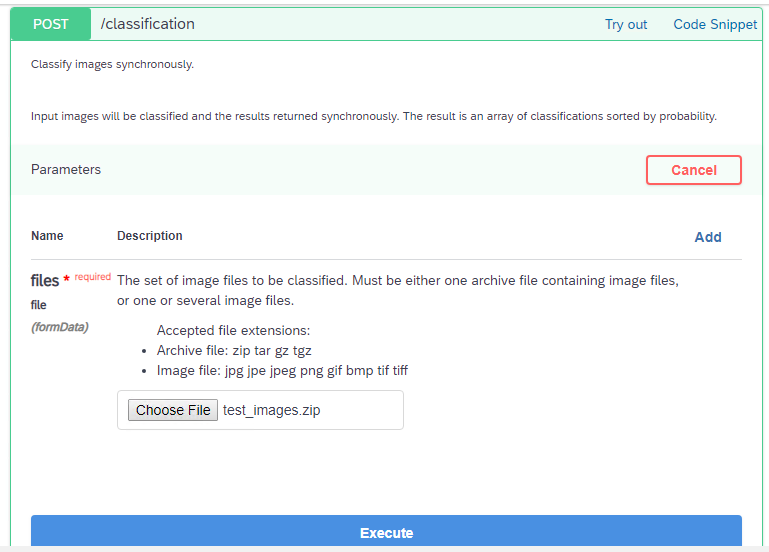 POST /classification Try out Code Snippet
Classify images synchronously.
Input images will be classified and the results returned synchronously. The result is an array of classifications sorted by probability.
Parameters Cancel
Name Description Add
files * required The set of image files to be classified. Must be either one archive file containing image files,
or one or several image files.
file
(formData)
Accepted file extensions:
• Archive file: zip tar gz tgz
• Image file: jpg jpe jpeg png gif bmp tif tiff
Choose File test_images.zip
Execute